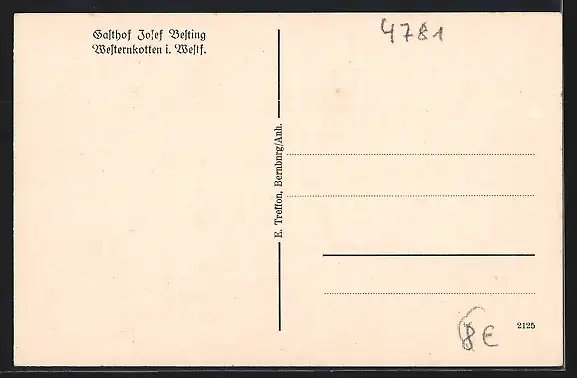 Gasthof Josef Besting
Westernkotten i. Westf.
4781
E. Treffon, Bernburg/Anh.
8€
2125